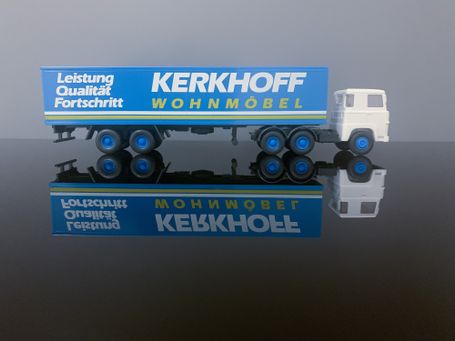 Leistung
Qualität
Fortschritt
KERKHOFF
WOHNMÖBEL